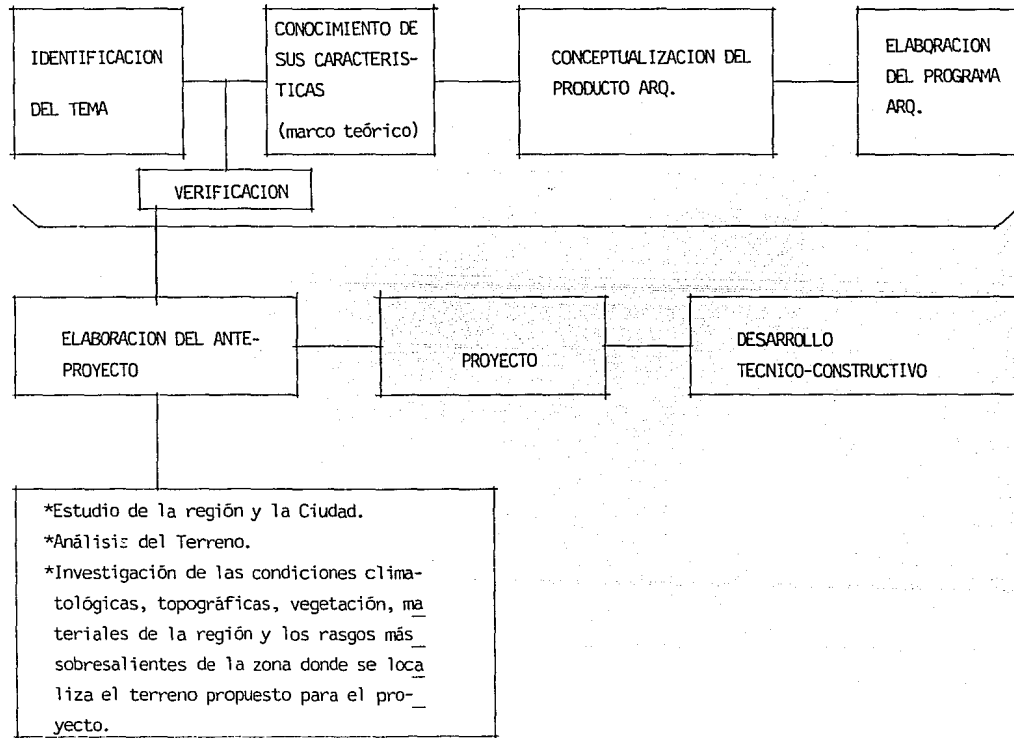 IDENTIFICACION
DEL TEMA
CONOCIMIENTO DE
SUS CARACTERIS-
TICAS
(marco teórico)
CONCEPTUALIZACION DEL
PRODUCTO ARQ.
ELABORACION
DEL PROGRAMA
ARQ.
VERIFICACION
ELABORACION DEL ANTE-
PROYECTO
PROYECTO
DESARROLLO
TECNICO-CONSTRUCTIVO
*Estudio de la región y la Ciudad.
*Análisis del Terreno.
*Investigación de las condiciones clima-
tológicas, topográficas, vegetación, ma
teriales de la región y los rasgos más
sobresalientes de la zona donde se loca
liza el terreno propuesto para el pro-
yecto.